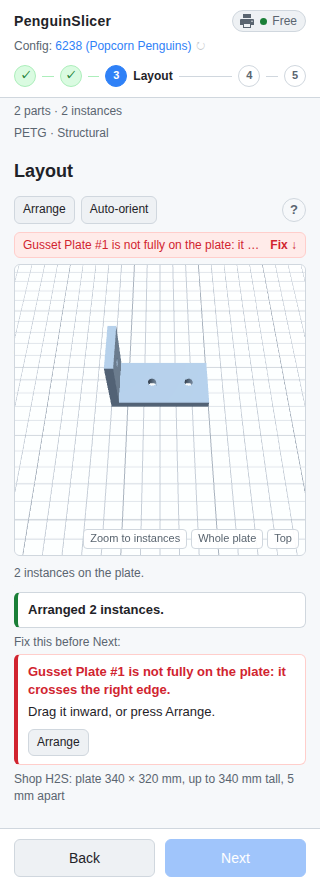 PenguinSlicer
Free
Config: 6238 (Popcorn Penguins)
3 Layout 4 5
2 parts · 2 instances
PETG · Structural
Layout
Arrange Auto-orient ?
Gusset Plate #1 is not fully on the plate: it … Fix ↓
Zoom to instances Whole plate Top
2 instances on the plate.
Arranged 2 instances.
Fix this before Next:
Gusset Plate #1 is not fully on the plate: it
crosses the right edge.
Drag it inward, or press Arrange.
Arrange
Shop H2S: plate 340 × 320 mm, up to 340 mm tall, 5
mm apart
Back Next